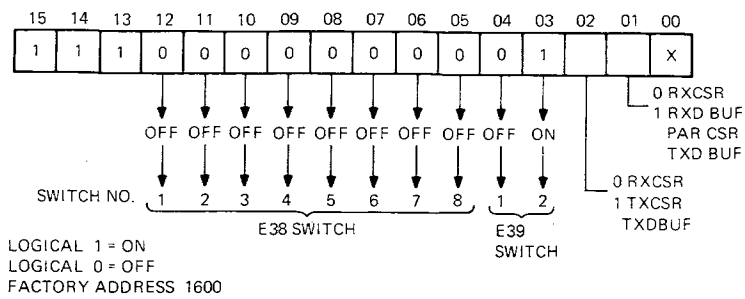 15 14 13 12 11 10 09 08 07 06 05 04 03 02 01 00
1 1 1 0 0 0 0 0 0 0 0 0 1 X
0 RXCSR
1 RXD BUF
PAR CSR
TXD BUF
OFF OFF OFF OFF OFF OFF OFF OFF OFF ON
0 RXCSR
1 TXCSR
TXDBUF
SWITCH NO. 1 2 3 4 5 6 7 8 1 2
E38 SWITCH
E39
SWITCH
LOGICAL 1 = ON
LOGICAL 0 = OFF
FACTORY ADDRESS 1600